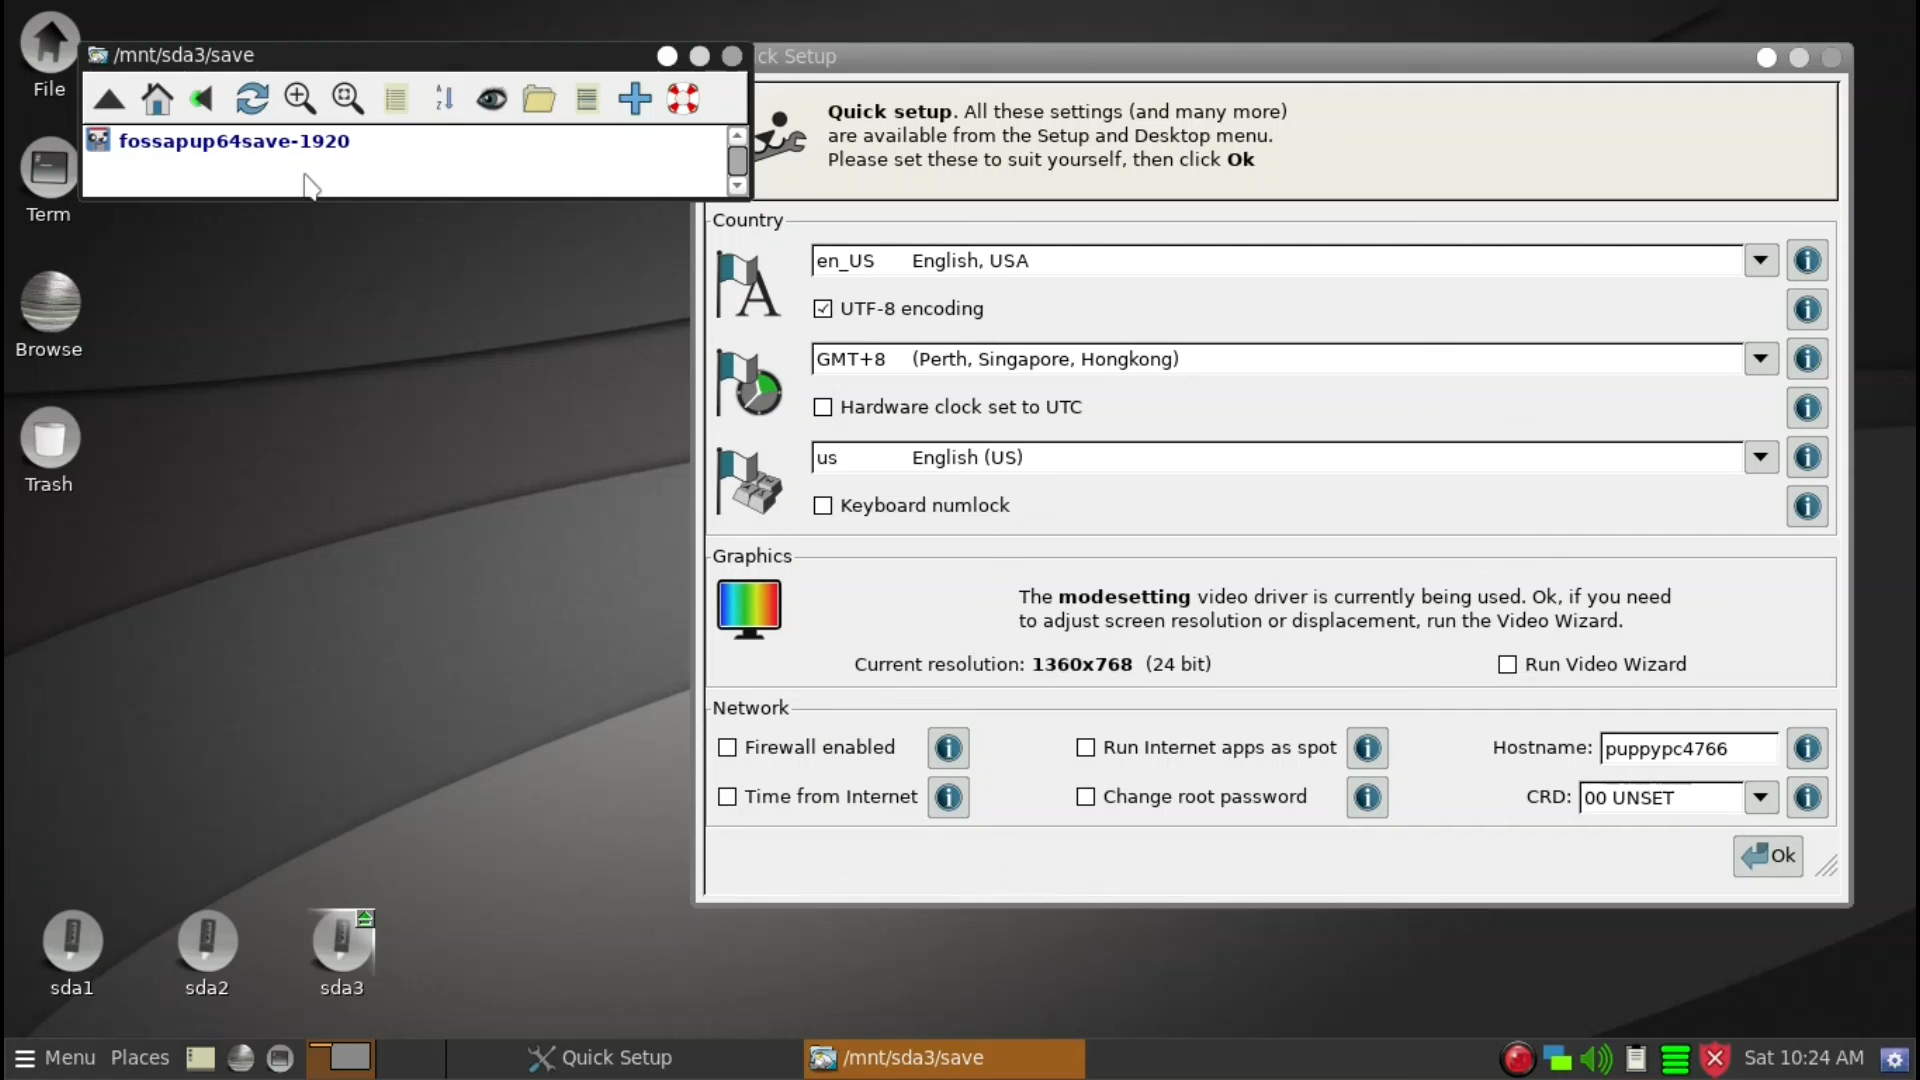 File
/mnt/sda3/save
ck Setup
fossapup64save-1920
Term
Browse
Trash
Quick setup. All these settings (and many more)
are available from the Setup and Desktop menu.
Please set these to suit yourself, then click Ok
Country
en_US English, USA
UTF-8 encoding
GMT+8 (Perth, Singapore, Hongkong)
Hardware clock set to UTC
us English (US)
Keyboard numlock
Graphics
The modesetting video driver is currently being used. Ok, if you need
to adjust screen resolution or displacement, run the Video Wizard.
Current resolution: 1360x768 (24 bit) Run Video Wizard
Network
Firewall enabled Run Internet apps as spot Hostname: puppypc4766
Time from Internet Change root password CRD: 00 UNSET
Ok
sda1 sda2 sda3
Menu Places Quick Setup /mnt/sda3/save Sat 10:24 AM